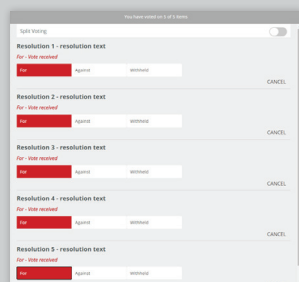 You have voted on 5 of 5 items
Split Voting
Resolution 1 - resolution text
For - Vote received
For Against Withheld
CANCEL
Resolution 2 - resolution text
For - Vote received
For Against Withheld
CANCEL
Resolution 3 - resolution text
For - Vote received
For Against Withheld
CANCEL
Resolution 4 - resolution text
For - Vote received
For Against Withheld
CANCEL
Resolution 5 - resolution text
For - Vote received
For Against Withheld